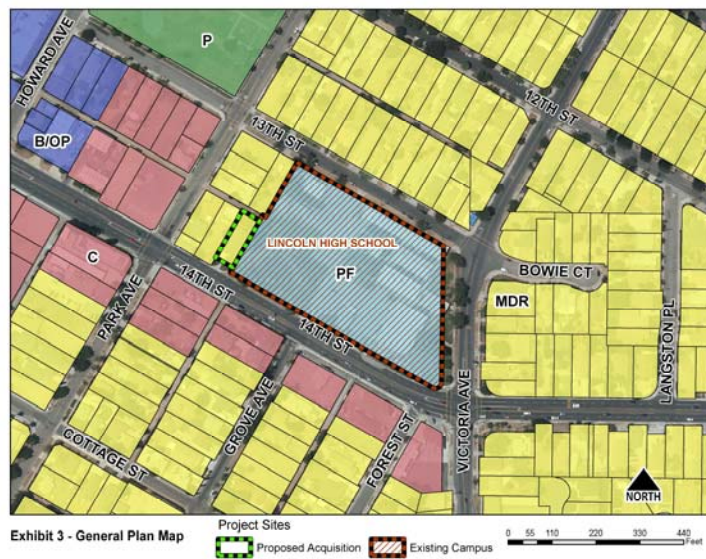 HOWARD AVE
P
12TH ST
13TH ST
B/OP
LINCOLN HIGH SCHOOL
PF
BOWIE CT
MDR
C
14TH ST
14TH ST
PARK AVE
LANGSTON PL
GROVE AVE
VICTORIA AVE
FOREST ST
COTTAGE ST
NORTH
Exhibit 3 - General Plan Map
Project Sites
Proposed Acquisition
Existing Campus
0 55 110 220 330 440
Feet